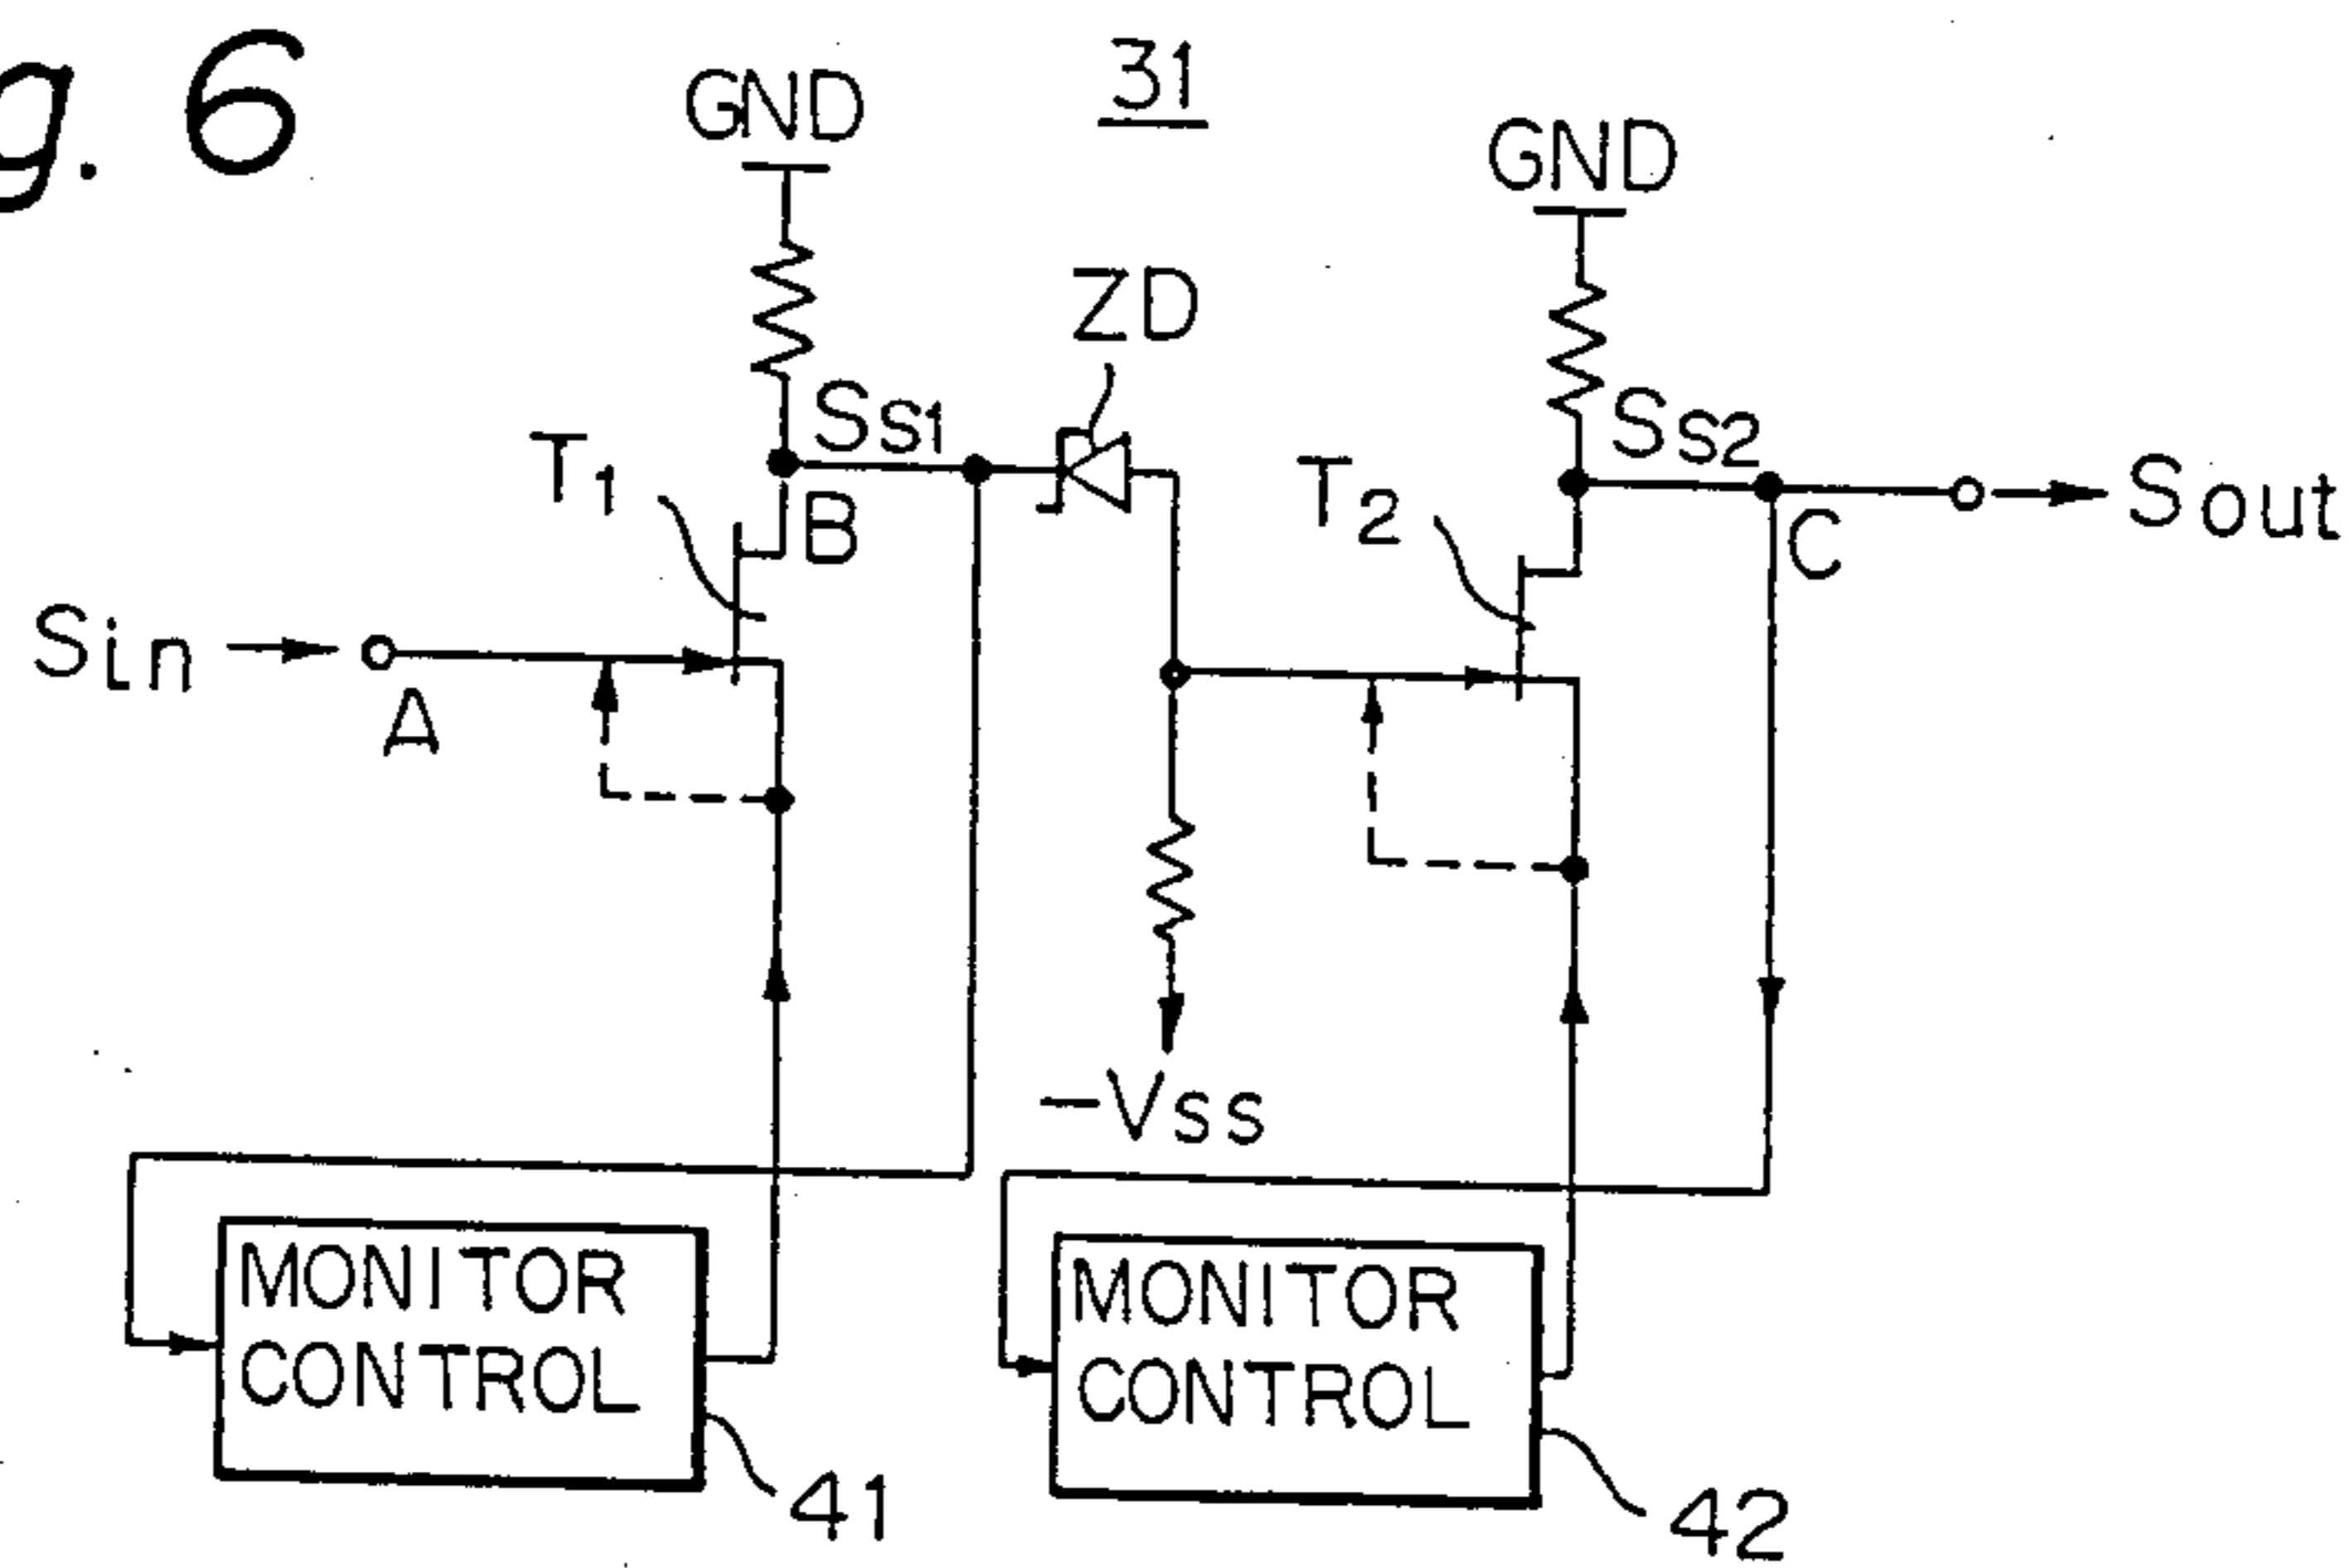 g. 6
31
GND
GND
ZD
Ss1
Ss2
T1
T2
B
C
Sout
Sin
A
-Vss
MONITOR
CONTROL
MONITOR
CONTROL
41
42